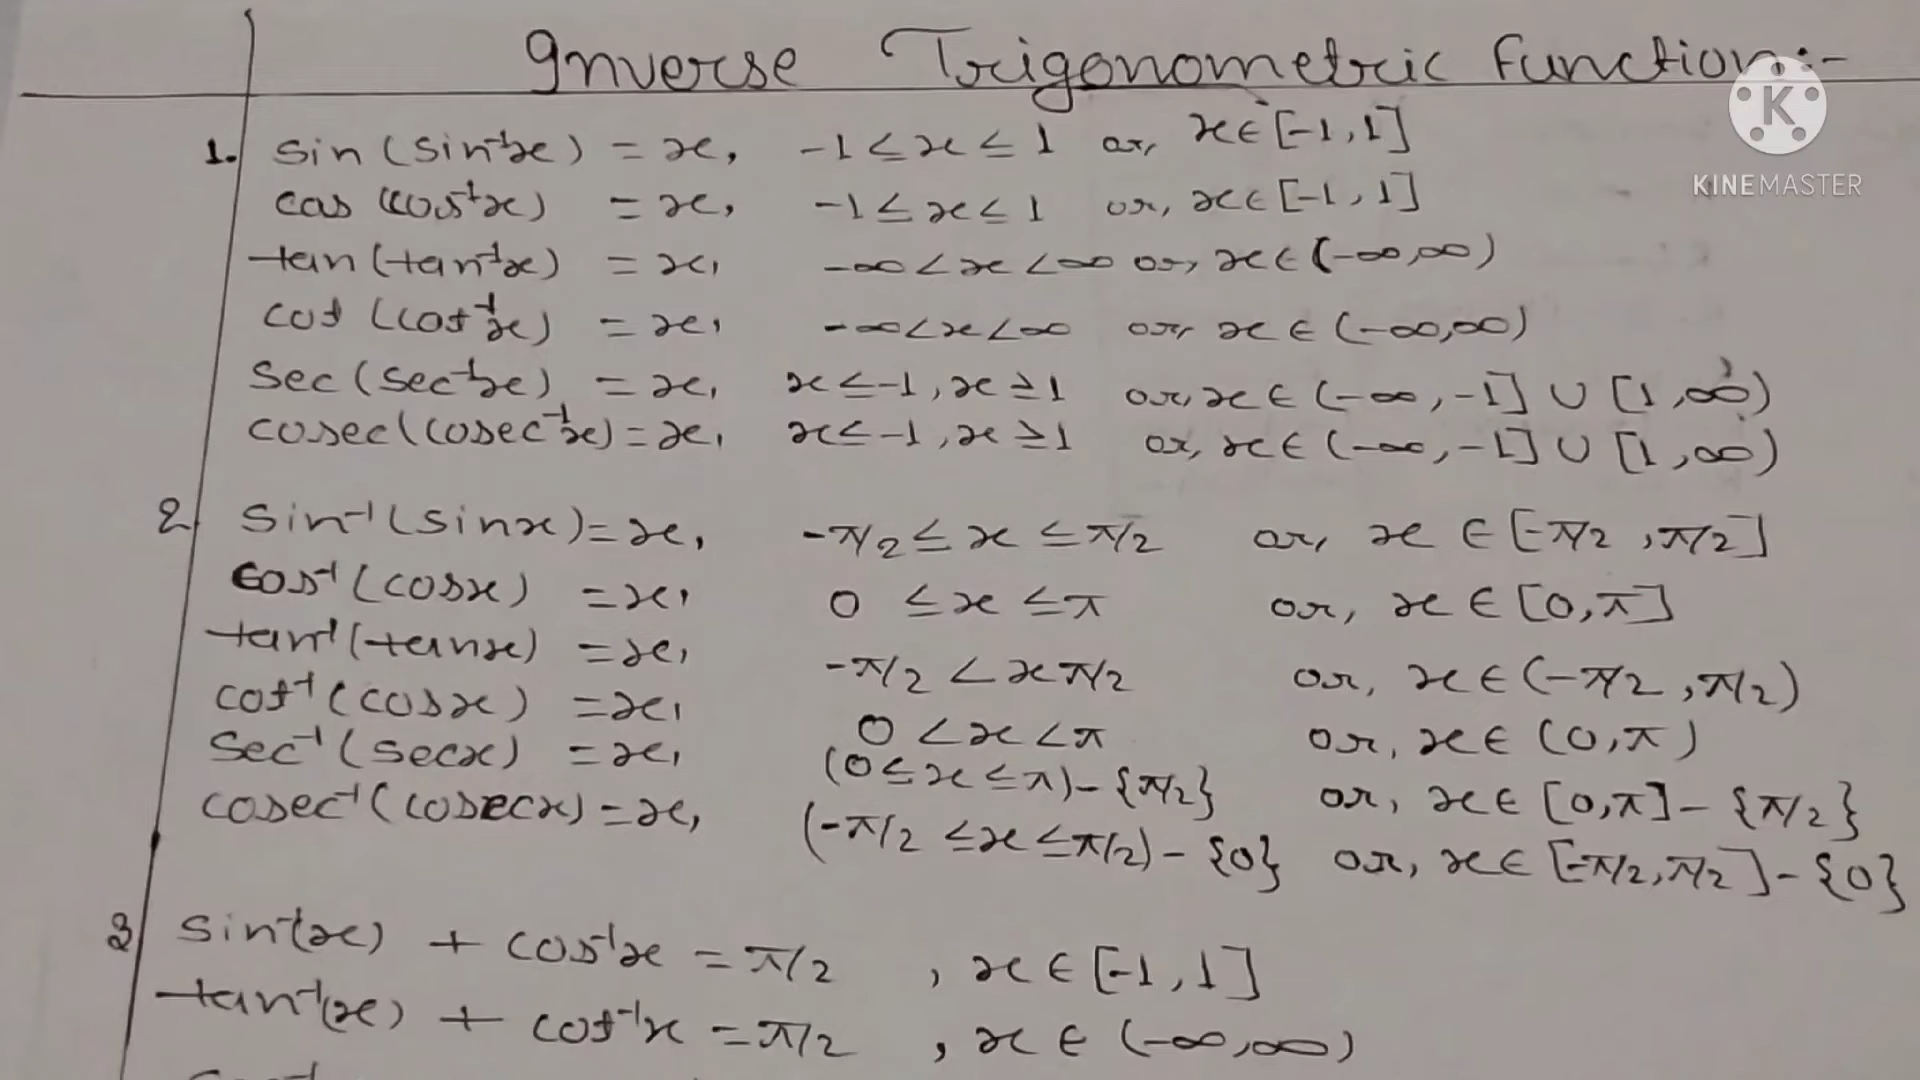 Inverse Trigonometric Function:-
K
KINEMASTER
1. sin(sin⁻¹x) = x, -1 ≤ x ≤ 1 or, x ∈ [-1, 1]
cos (cos⁻¹x) = x, -1 ≤ x ≤ 1 or, x ∈ [-1, 1]
tan(tan⁻¹x) = x, -∞ < x < ∞ or, x ∈ (-∞,∞)
cot (cot⁻¹x) = x, -∞ < x < ∞ or, x ∈ (-∞,∞)
sec (sec⁻¹x) = x, x ≤ -1, x ≥ 1 or, x ∈ (-∞, -1] ∪ [1, ∞)
cosec(cosec⁻¹x) = x, x ≤ -1, x ≥ 1 or, x ∈ (-∞, -1] ∪ [1, ∞)
2 sin⁻¹(sinx) = x, -π/2 ≤ x ≤ π/2 or, x ∈ [-π/2, π/2]
cos⁻¹(cosx) = x, 0 ≤ x ≤ π or, x ∈ [0, π]
tan⁻¹(tanx) = x, -π/2 < x π/2 or, x ∈ (-π/2, π/2)
cot⁻¹(cosx) = x, 0 < x < π or, x ∈ (0, π)
sec⁻¹(secx) = x, (0 ≤ x ≤ π) - {π/2} or, x ∈ [0, π] - {π/2}
cosec⁻¹(cosecx) = x, (-π/2 ≤ x ≤ π/2) - {0} or, x ∈ [-π/2, π/2] - {0}
3 sin⁻¹(x) + cos⁻¹x = π/2, x ∈ [-1, 1]
tan⁻¹(x) + cot⁻¹x = π/2, x ∈ (-∞,∞)